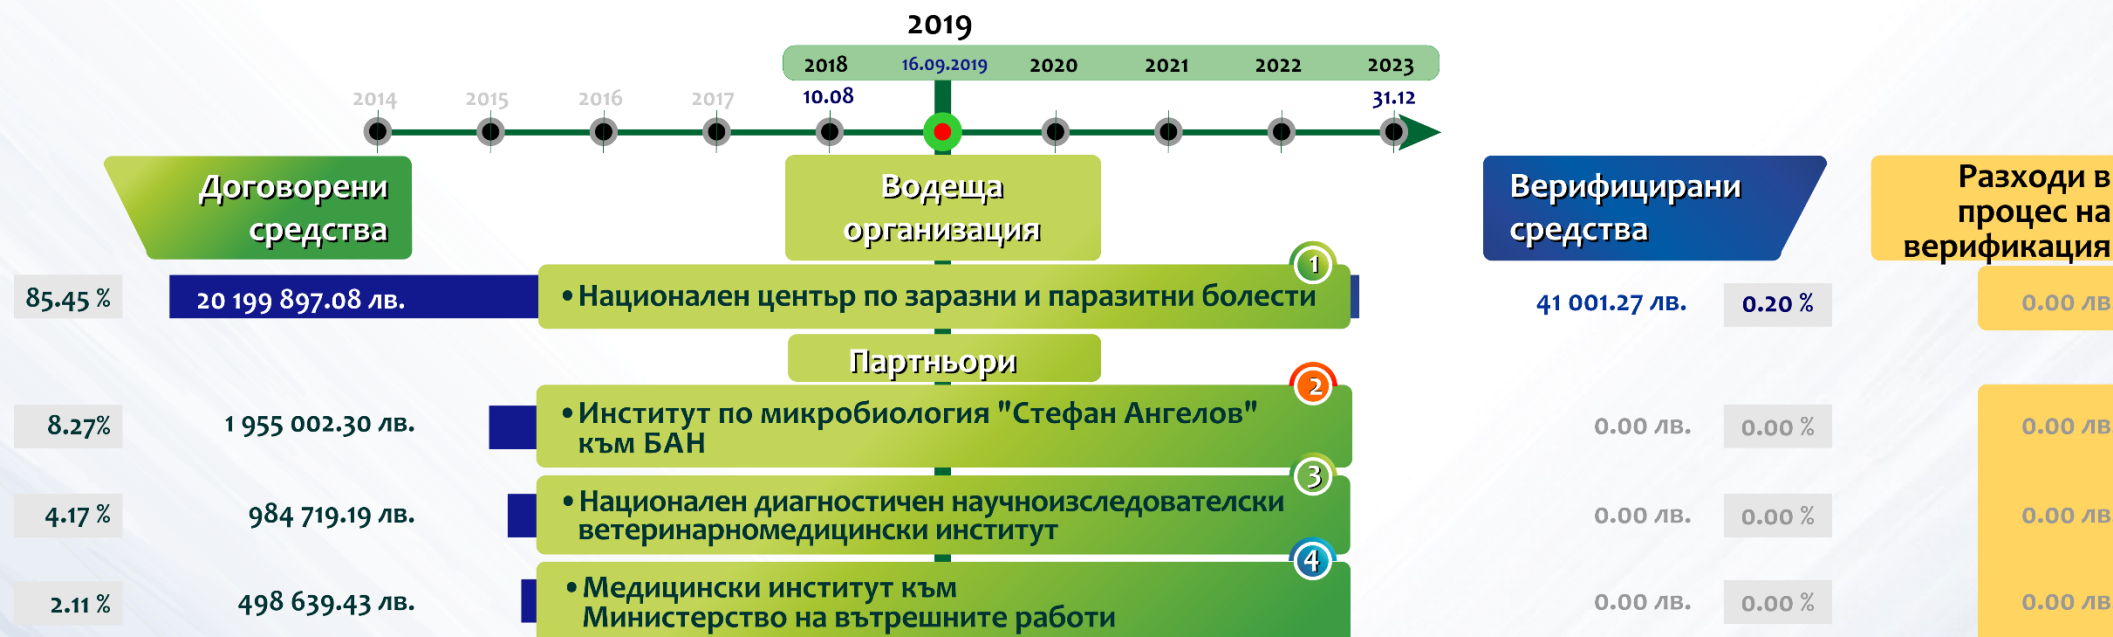 2019
2018 16.09.2019 2020 2021 2022 2023
2014 2015 2016 2017 10.08 31.12
Договорени
средства
Водеща
организация
Верифицирани
средства
Разходи в
процес на
верификация
1
85.45 % 20 199 897.08 лв. •Национален център по заразни и паразитни болести 41 001.27 лв. 0.20 % 0.00 лв
Партньори
2
8.27% 1 955 002.30 лв. •Институт по микробиология "Стефан Ангелов"
към БАН 0.00 лв. 0.00 % 0.00 лв
3
4.17 % 984 719.19 лв. •Национален диагностичен научноизследователски
ветеринарномедицински институт 0.00 лв. 0.00 % 0.00 лв
4
2.11 % 498 639.43 лв. •Медицински институт към
Министерство на вътрешните работи 0.00 лв. 0.00 % 0.00 лв